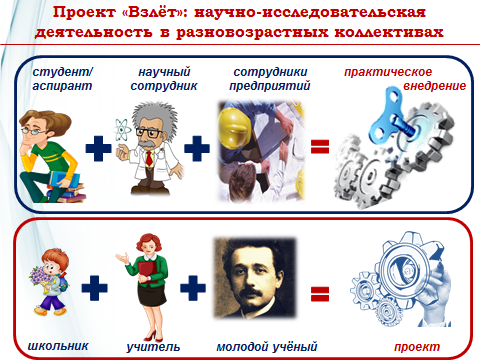 Проект «Взлёт»: научно-исследовательская
деятельность в разновозрастных коллективах
студент/
аспирант
научный
сотрудник
сотрудники
предприятий
практическое
внедрение
школьник
учитель
молодой учёный
проект